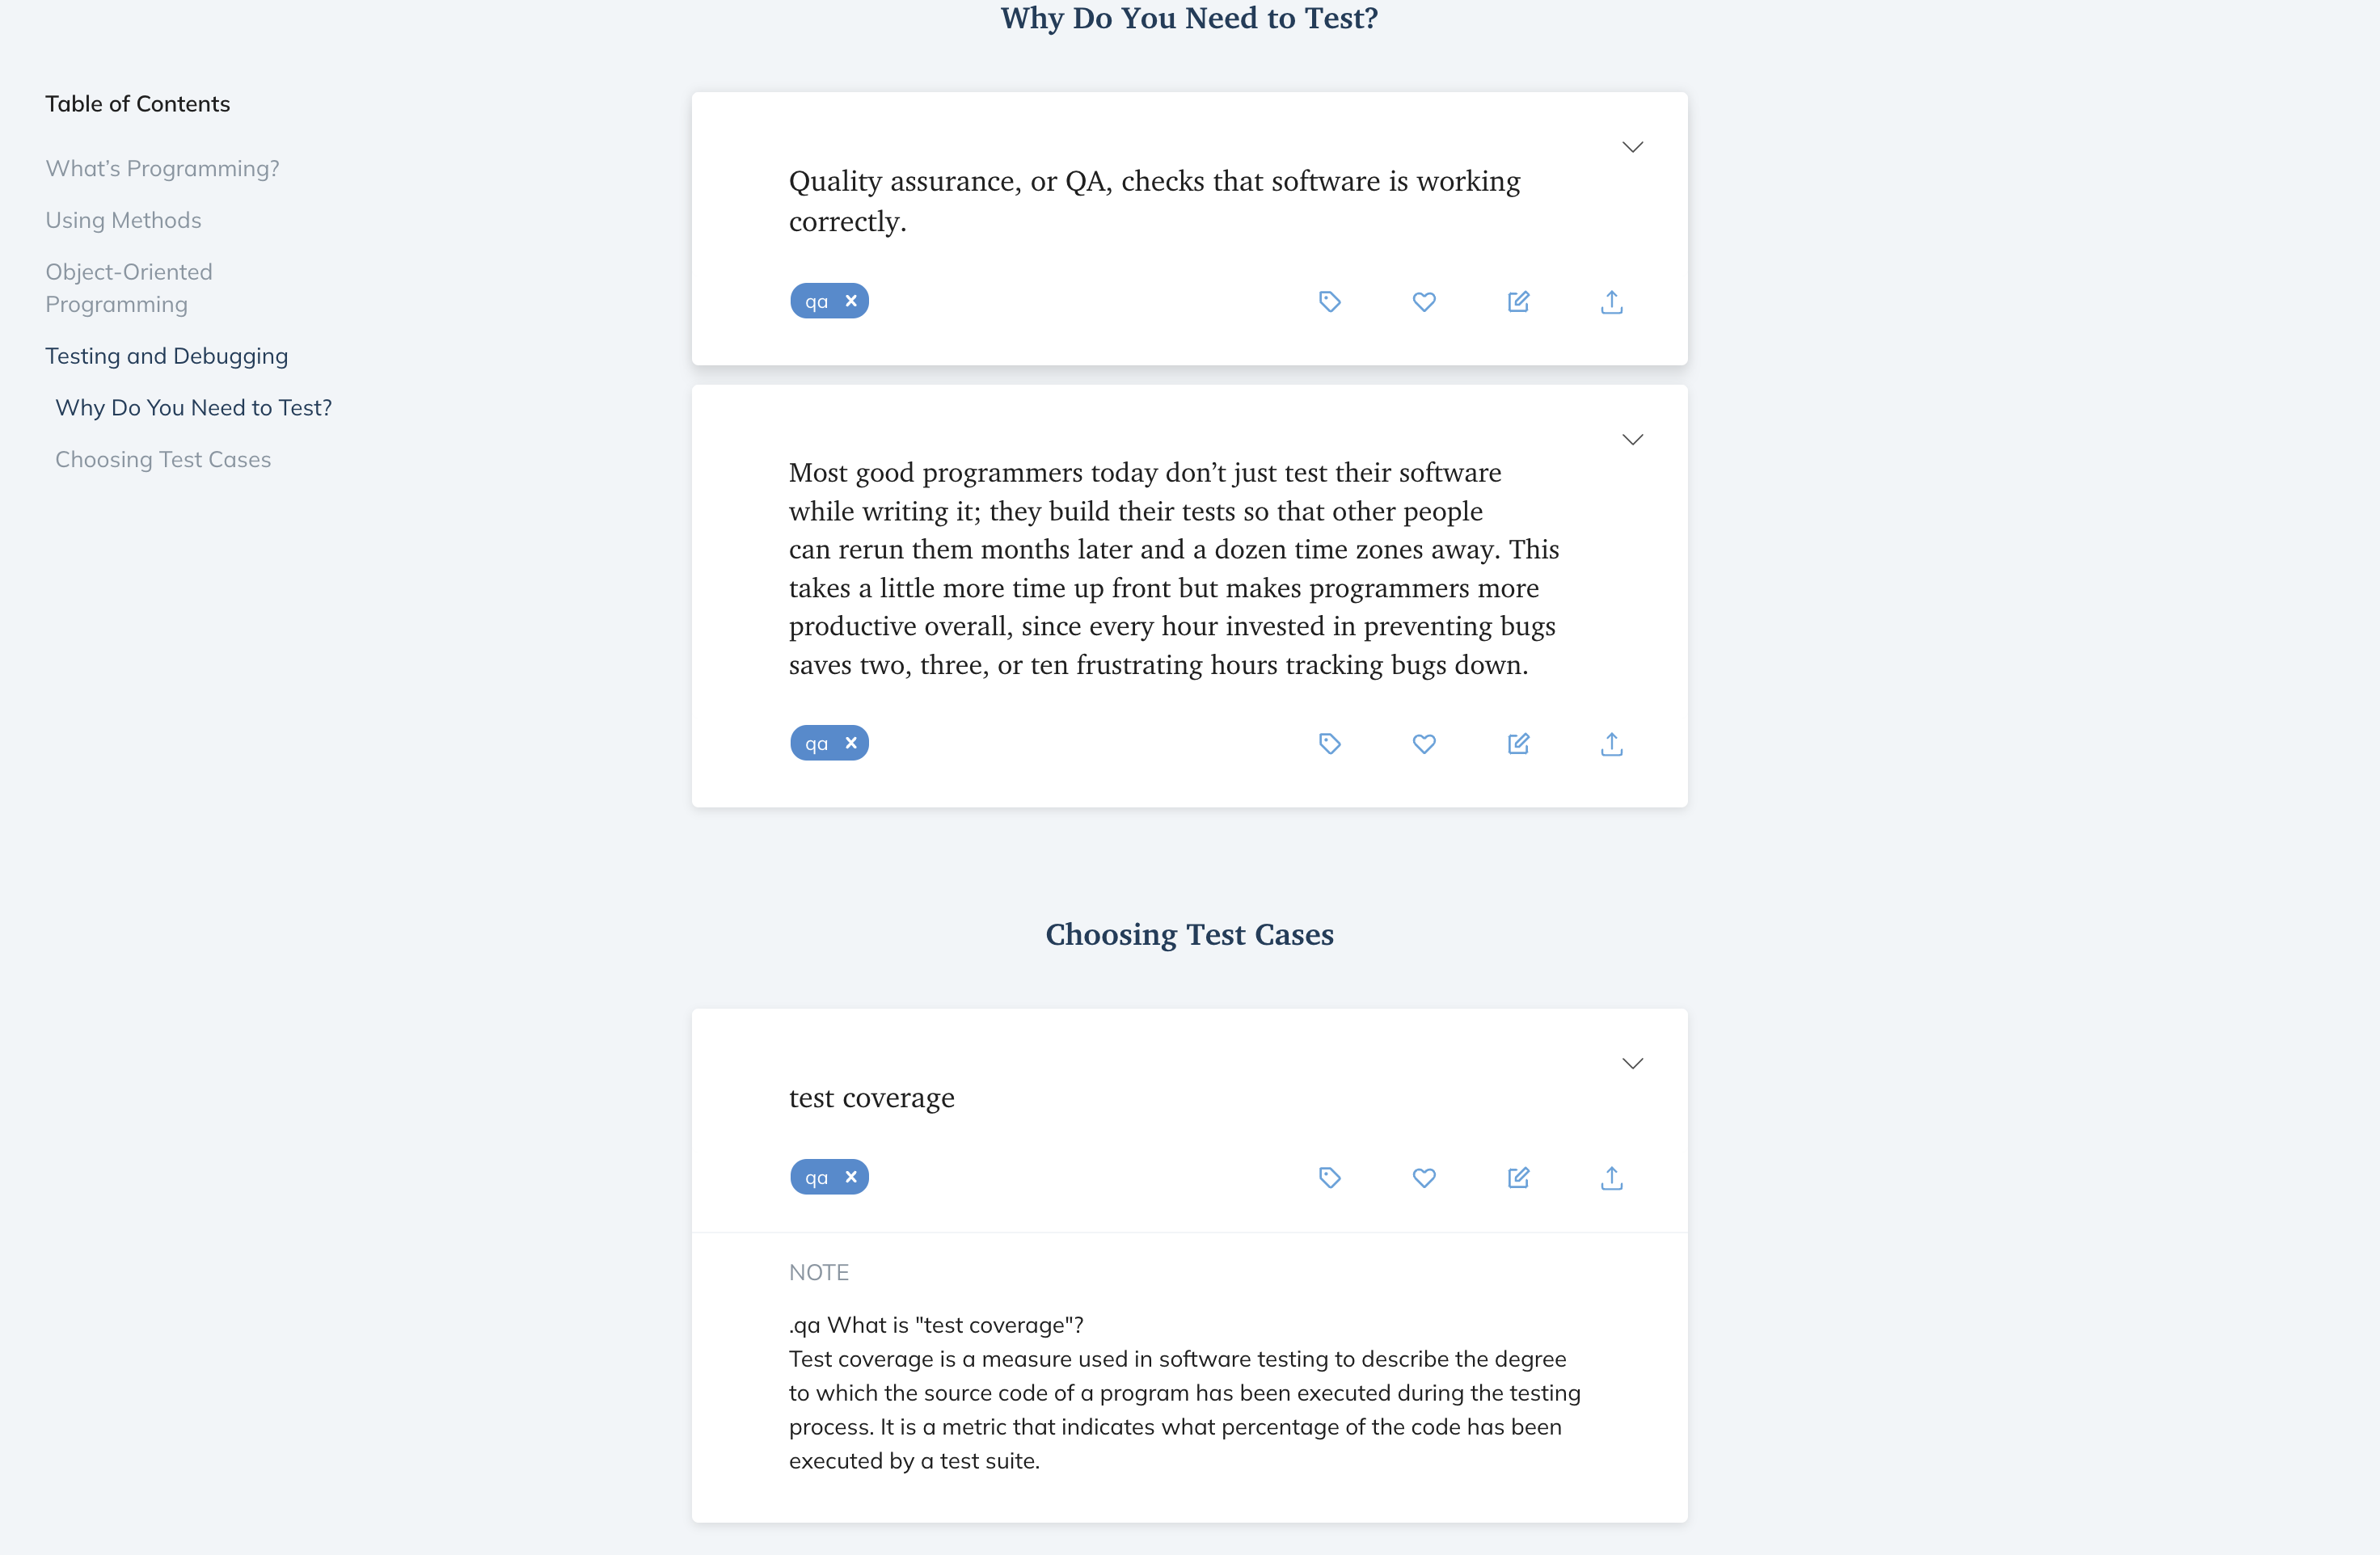 Why Do You Need to Test?
Table of Contents
What’s Programming?
Using Methods
Object-Oriented
Programming
Testing and Debugging
Why Do You Need to Test?
Choosing Test Cases
Quality assurance, or QA, checks that software is working
correctly.
qa
Most good programmers today don’t just test their software
while writing it; they build their tests so that other people
can rerun them months later and a dozen time zones away. This
takes a little more time up front but makes programmers more
productive overall, since every hour invested in preventing bugs
saves two, three, or ten frustrating hours tracking bugs down.
qa
Choosing Test Cases
test coverage
qa
NOTE
.qa What is "test coverage"?
Test coverage is a measure used in software testing to describe the degree
to which the source code of a program has been executed during the testing
process. It is a metric that indicates what percentage of the code has been
executed by a test suite.